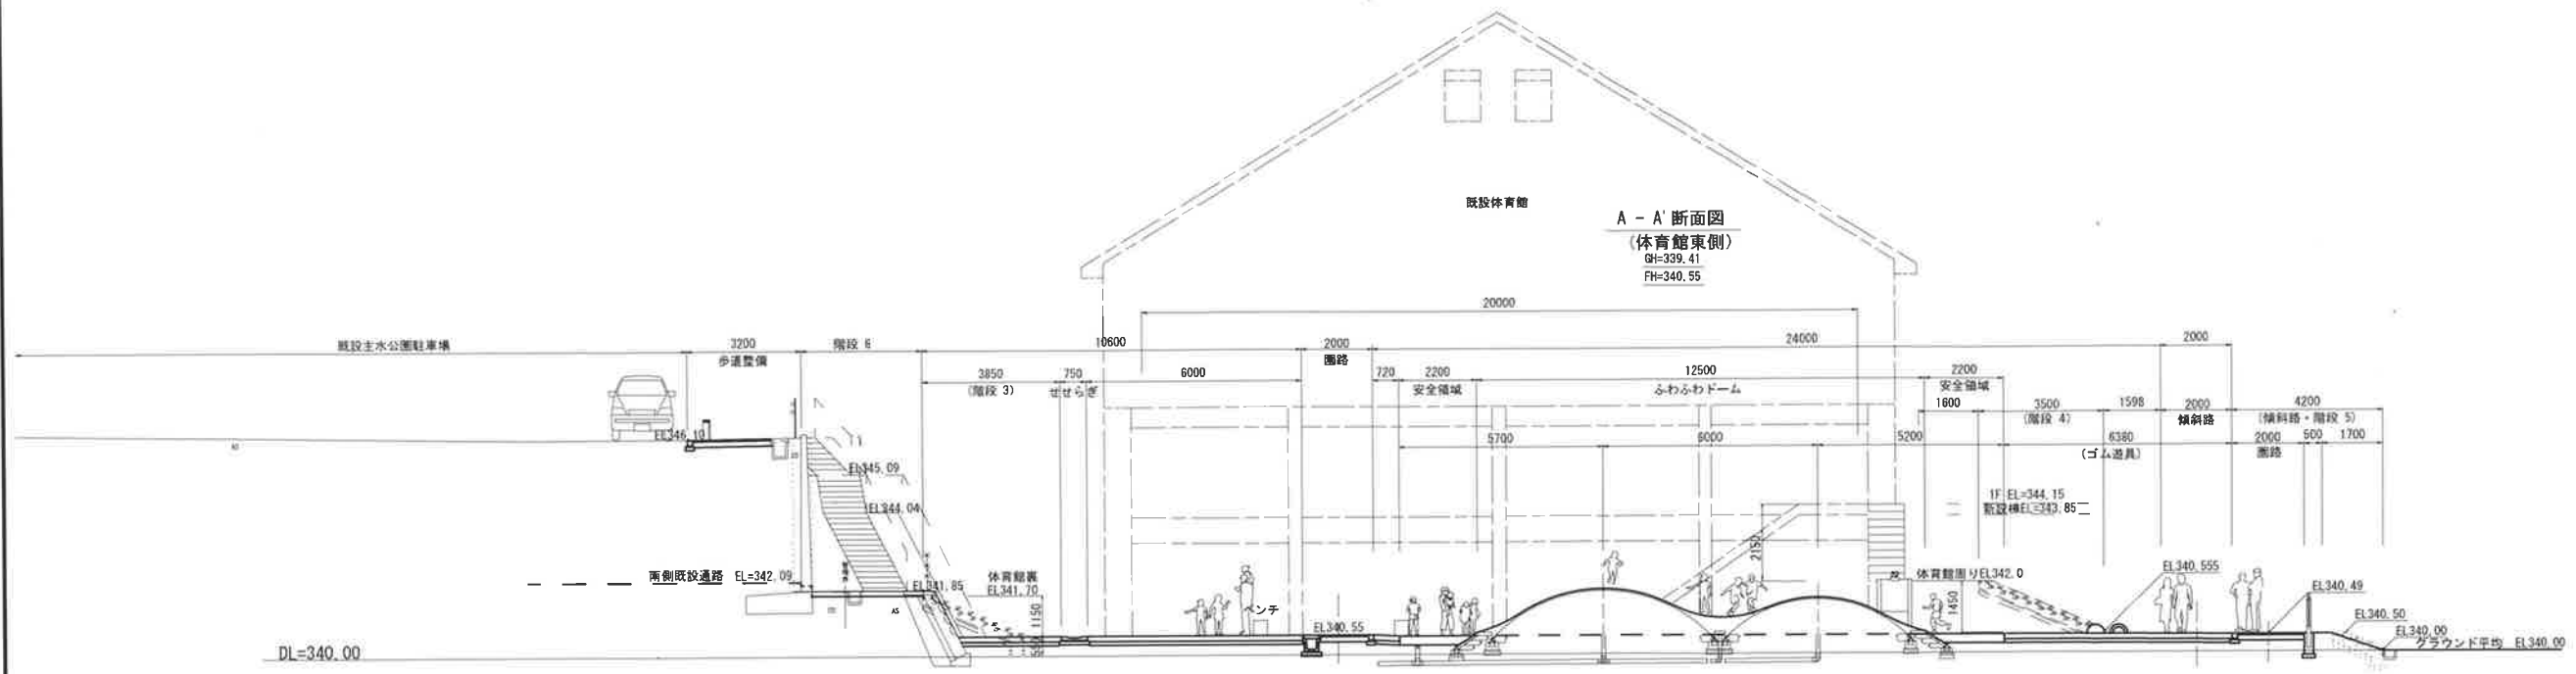 既設体育館
A - A' 断面図
(体育館東側)
GH=339.41
FH=340.55
20000
既設主水公園駐車場
3200
階段 6
10600
2000
24000
2000
歩道整備
園路
3850
750
6000
720
2200
12500
2200
(階段 3)
せせらぎ
安全領域
ふわふわドーム
安全領域
1600
3500
1598
2000
4200
(階段 4)
傾斜路
(傾斜路・階段 5)
5700
6000
5200
6380
2000
500
1700
(ゴム遊具)
園路
EL346.10
EL345.09
EL344.04
1F EL=344.15
新設棟EL=343.85
2150
南側既設通路 EL=342.09
EL341.85
体育館裏
EL341.70
1150
体育館周りEL342.0
1450
EL340.555
EL340.49
AS
ベンチ
EL340.55
EL340.50
EL340.00
グラウンド平均 EL340.00
DL=340.00